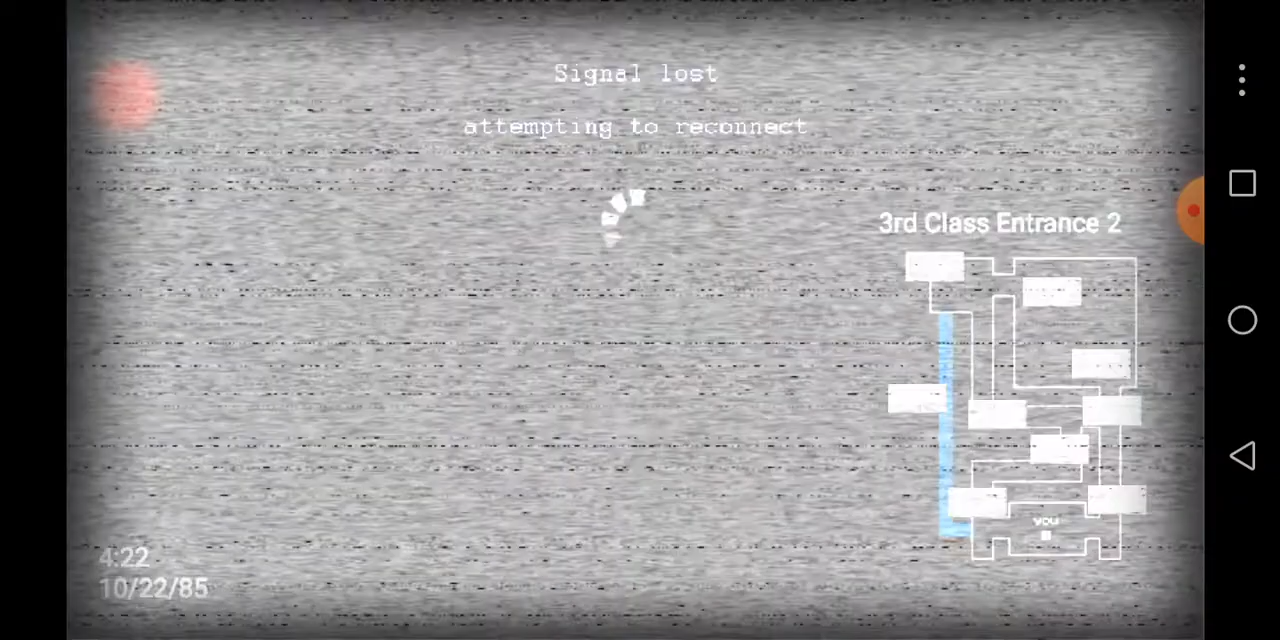 Signal lost
attempting to reconnect
3rd Class Entrance 2
you
4:22
10/22/85